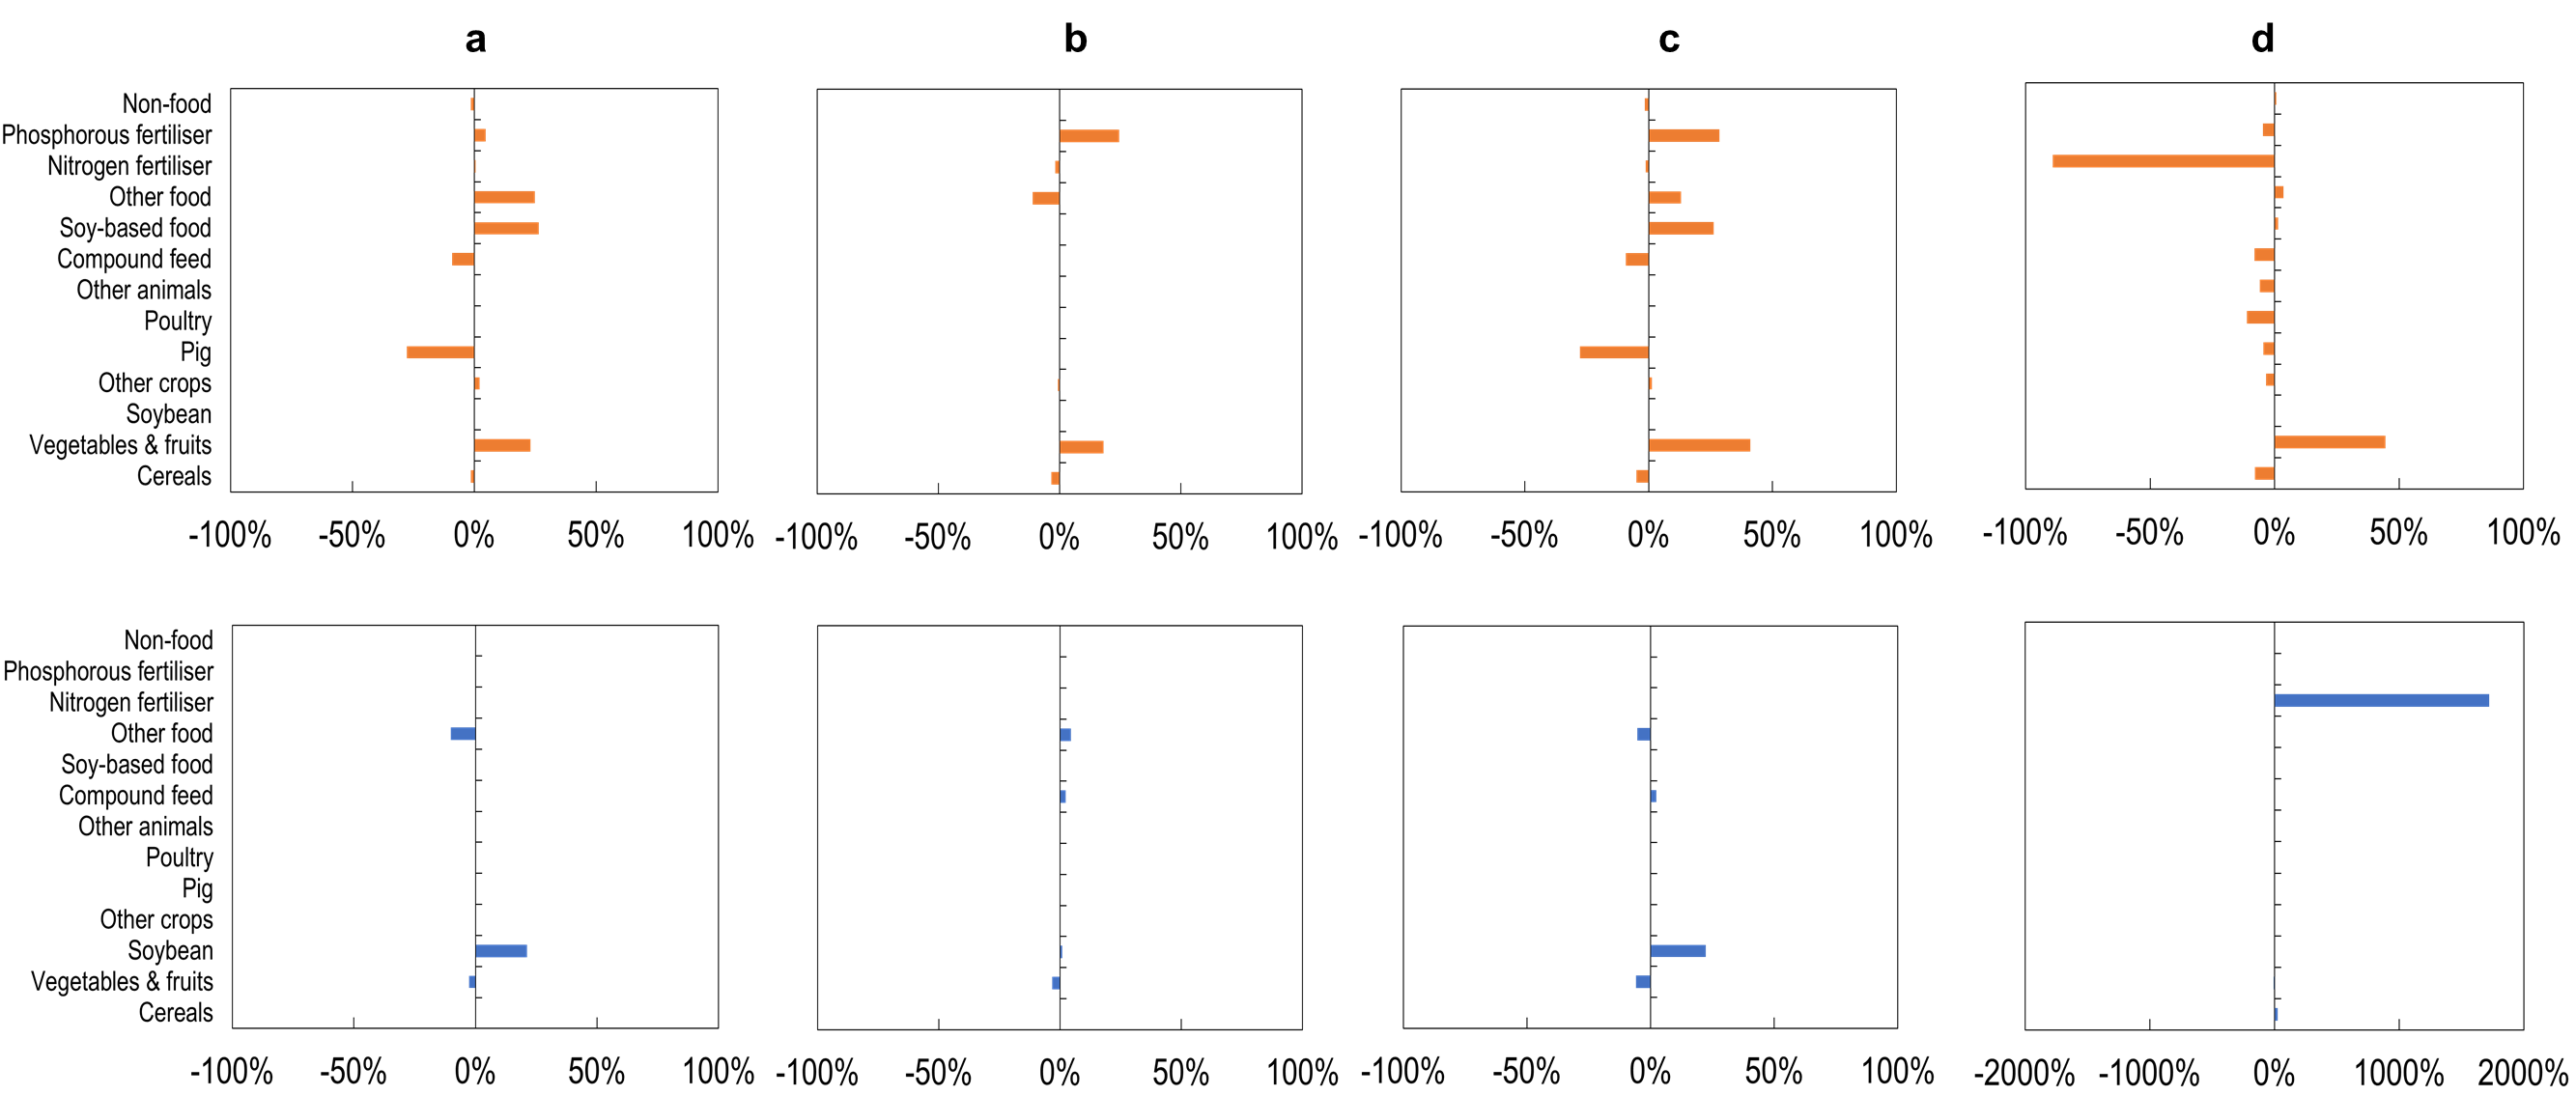 a b c d
Non-food
Phosphorous fertiliser
Nitrogen fertiliser
Other food
Soy-based food
Compound feed
Other animals
Poultry
Pig
Other crops
Soybean
Vegetables & fruits
Cereals
-100% -50% 0% 50% 100% -100% -50% 0% 50% 100% -100% -50% 0% 50% 100% -100% -50% 0% 50% 100%
Non-food
Phosphorous fertiliser
Nitrogen fertiliser
Other food
Soy-based food
Compound feed
Other animals
Poultry
Pig
Other crops
Soybean
Vegetables & fruits
Cereals
-100% -50% 0% 50% 100% -100% -50% 0% 50% 100% -100% -50% 0% 50% 100% -2000% -1000% 0% 1000% 2000%